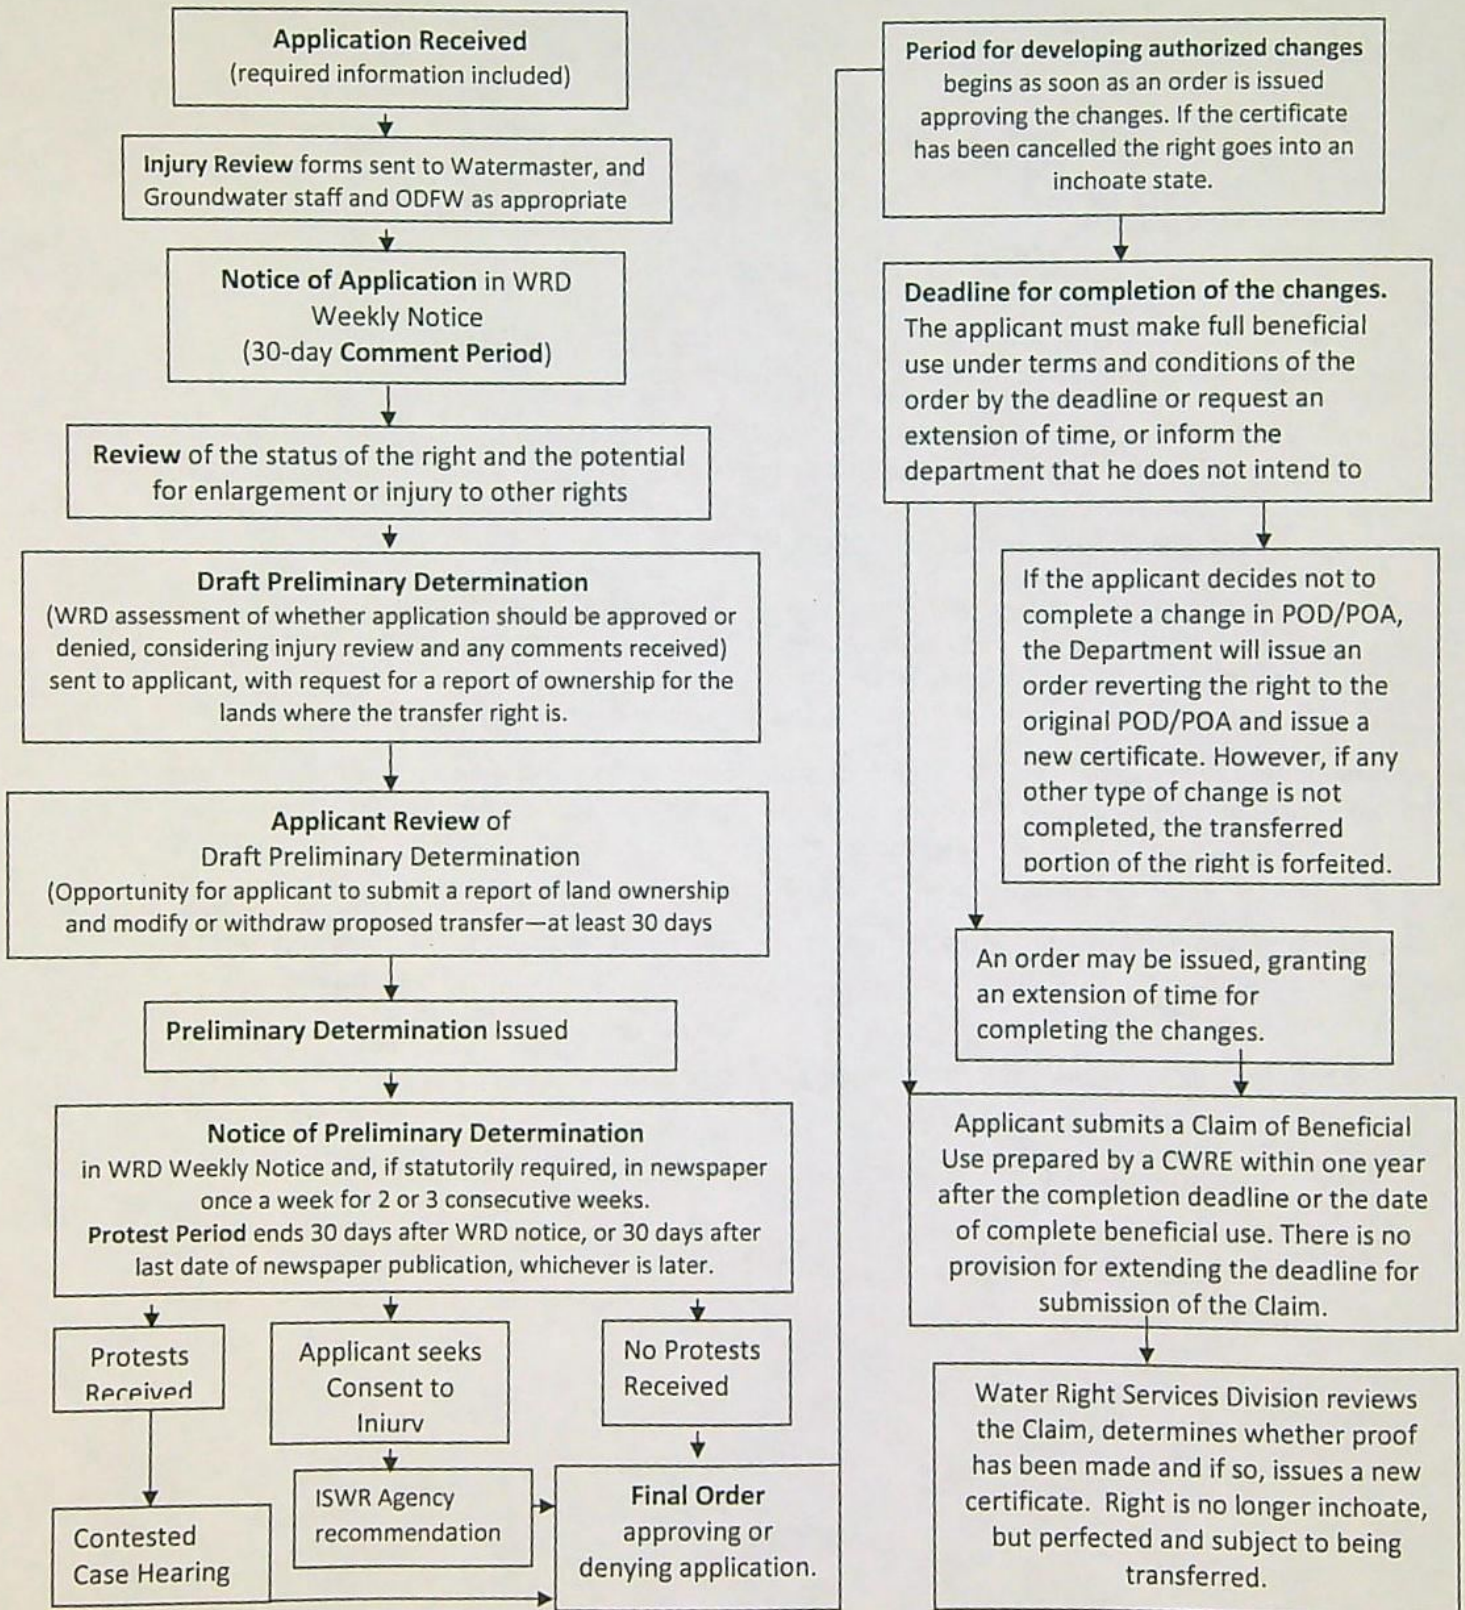 Application Received
(required information included)
Injury Review forms sent to Watermaster, and
Groundwater staff and ODFW as appropriate
Notice of Application in WRD
Weekly Notice
(30-day Comment Period)
Review of the status of the right and the potential
for enlargement or injury to other rights
Draft Preliminary Determination
(WRD assessment of whether application should be approved or
denied, considering injury review and any comments received)
sent to applicant, with request for a report of ownership for the
lands where the transfer right is.
Applicant Review of
Draft Preliminary Determination
(Opportunity for applicant to submit a report of land ownership
and modify or withdraw proposed transfer—at least 30 days
Preliminary Determination Issued
Notice of Preliminary Determination
in WRD Weekly Notice and, if statutorily required, in newspaper
once a week for 2 or 3 consecutive weeks.
Protest Period ends 30 days after WRD notice, or 30 days after
last date of newspaper publication, whichever is later.
Protests
Received
Applicant seeks
Consent to
Injury
No Protests
Received
Contested
Case Hearing
ISWR Agency
recommendation
Final Order
approving or
denying application.
Period for developing authorized changes
begins as soon as an order is issued
approving the changes. If the certificate
has been cancelled the right goes into an
inchoate state.
Deadline for completion of the changes.
The applicant must make full beneficial
use under terms and conditions of the
order by the deadline or request an
extension of time, or inform the
department that he does not intend to
If the applicant decides not to
complete a change in POD/POA,
the Department will issue an
order reverting the right to the
original POD/POA and issue a
new certificate. However, if any
other type of change is not
completed, the transferred
portion of the right is forfeited.
An order may be issued, granting
an extension of time for
completing the changes.
Applicant submits a Claim of Beneficial
Use prepared by a CWRE within one year
after the completion deadline or the date
of complete beneficial use. There is no
provision for extending the deadline for
submission of the Claim.
Water Right Services Division reviews
the Claim, determines whether proof
has been made and if so, issues a new
certificate. Right is no longer inchoate,
but perfected and subject to being
transferred.